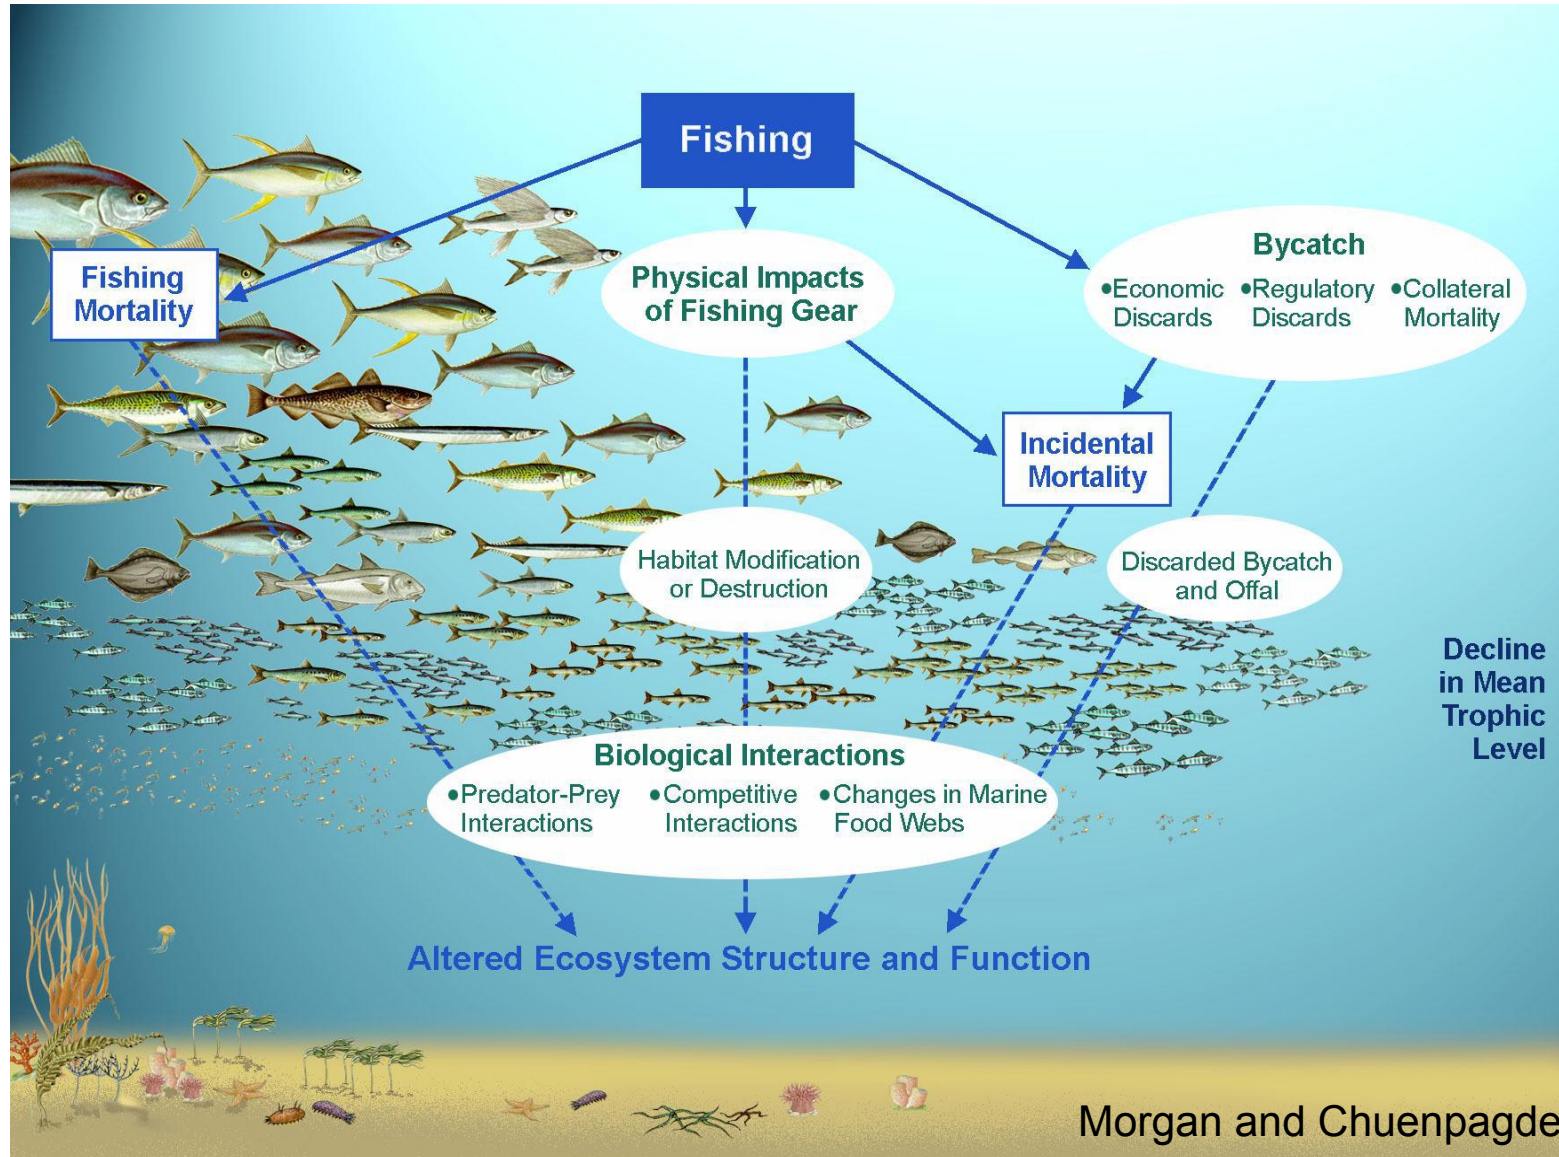 Fishing
Fishing
Mortality
Physical Impacts
of Fishing Gear
Bycatch
•Economic
Discards
•Regulatory
Discards
•Collateral
Mortality
Incidental
Mortality
Habitat Modification
or Destruction
Discarded Bycatch
and Offal
Decline
in Mean
Trophic
Level
Biological Interactions
•Predator-Prey
Interactions
•Competitive
Interactions
•Changes in Marine
Food Webs
Altered Ecosystem Structure and Function
Morgan and Chuenpagde